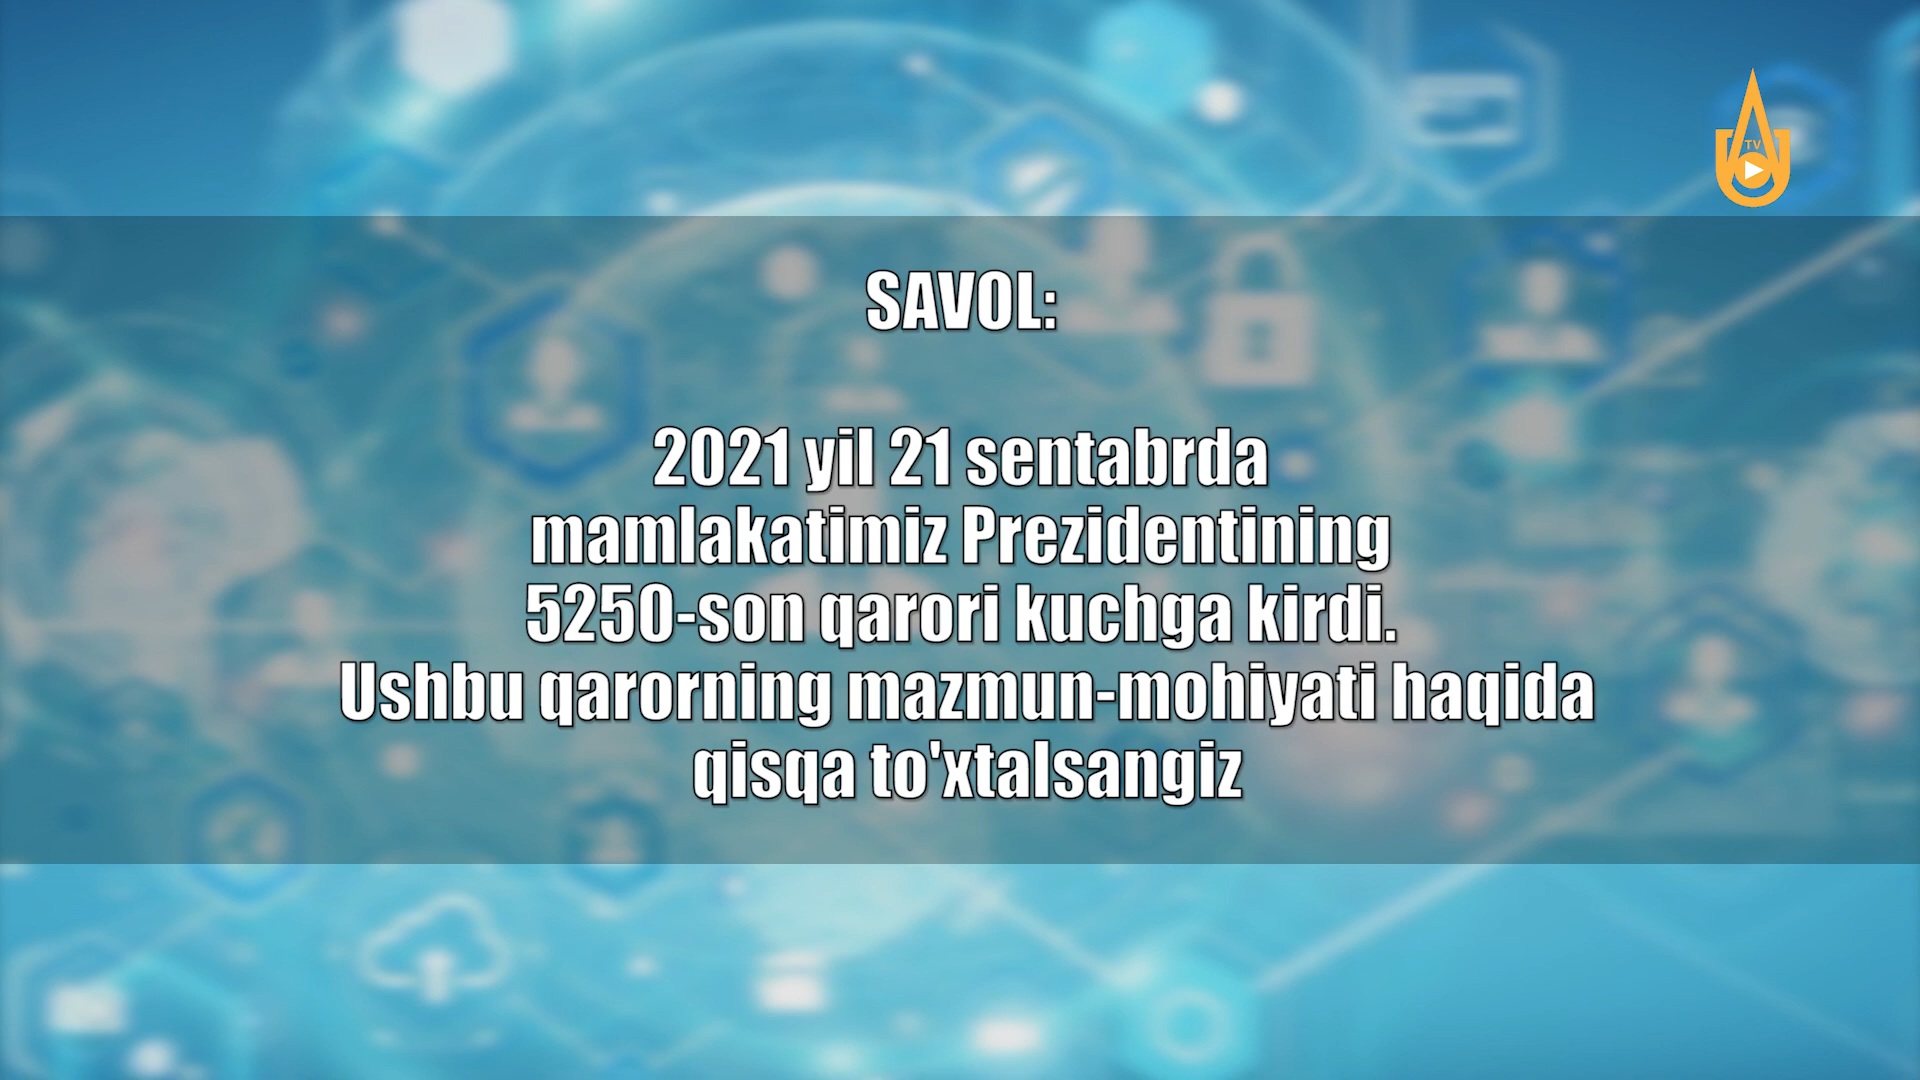 TV
SAVOL:
2021 yil 21 sentabrda
mamlakatimiz Prezidentining
5250-son qarori kuchga kirdi.
Ushbu qarorning mazmun-mohiyati haqida
qisqa to'xtalsangiz